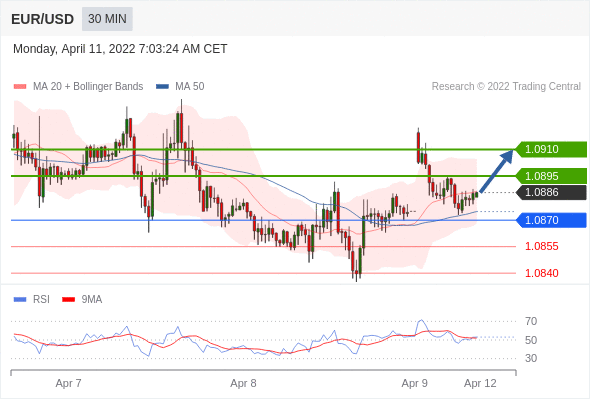 EUR/USD 30 MIN
Monday, April 11, 2022 7:03:24 AM CET
MA 20 + Bollinger Bands MA 50 Research © 2022 Trading Central
1.0910
1.0895
1.0886
1.0870
1.0855
1.0840
RSI 9MA
70
50
30
Apr 7 Apr 8 Apr 9 Apr 12